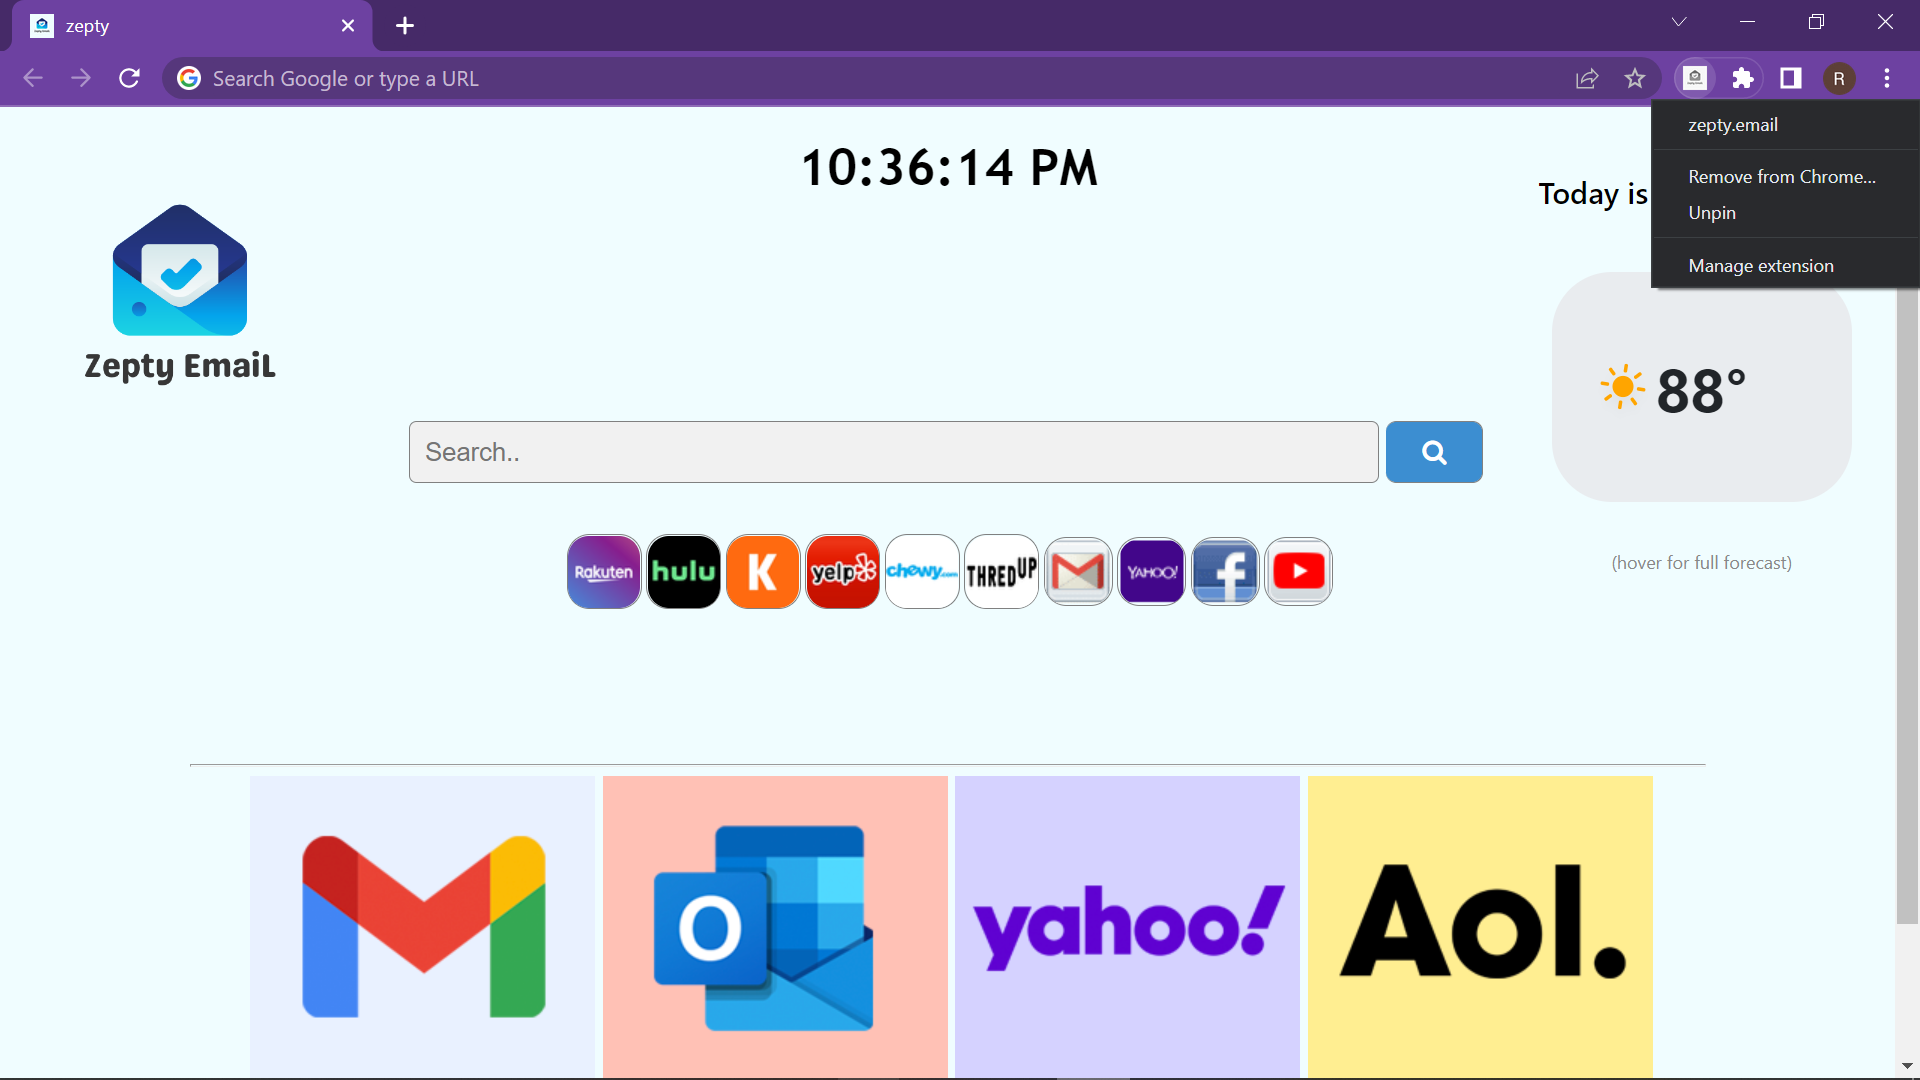 zepty
Search Google or type a URL
R
zepty.email
Remove from Chrome...
Unpin
Manage extension
10:36:14 PM
Today is
Zepty EmaiL
88°
Search..
(hover for full forecast)
Rakuten
hulu
K
yelp
chewy.com
THREDUP
YAHOO!
f
O
yahoo!
Aol.